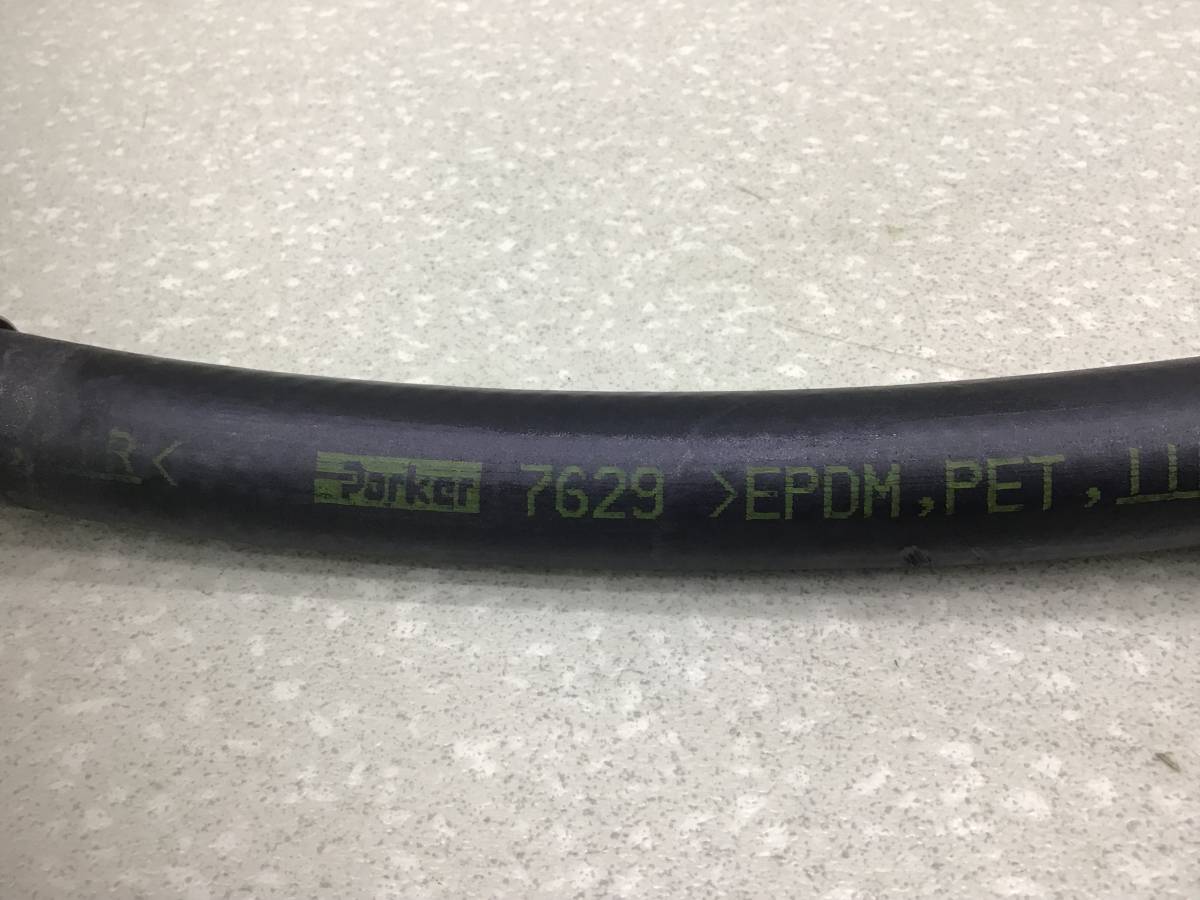 R< Parker 7629 >EPDM,PET,